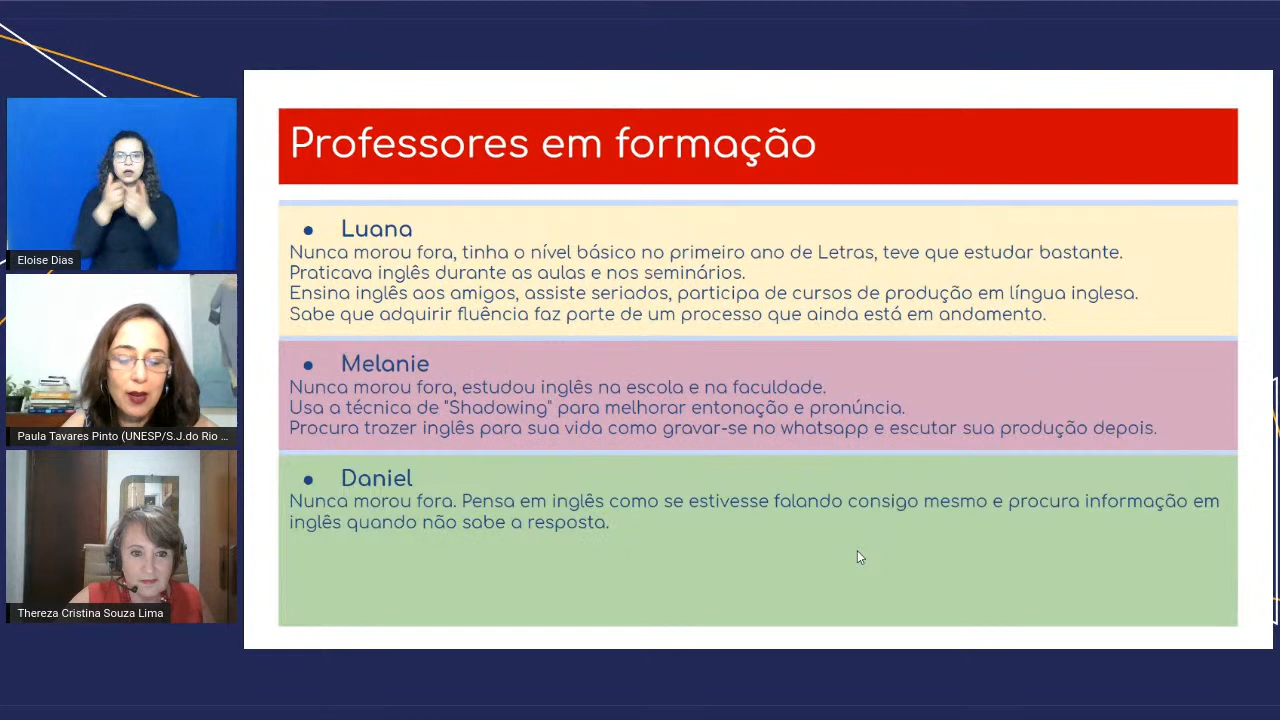 Professores em formação
● Luana
Nunca morou fora, tinha o nível básico no primeiro ano de Letras, teve que estudar bastante.
Praticava inglês durante as aulas e nos seminários.
Ensina inglês aos amigos, assiste seriados, participa de cursos de produção em língua inglesa.
Sabe que adquirir fluência faz parte de um processo que ainda está em andamento.
● Melanie
Nunca morou fora, estudou inglês na escola e na faculdade.
Usa a técnica de "Shadowing" para melhorar entonação e pronúncia.
Procura trazer inglês para sua vida como gravar-se no whatsapp e escutar sua produção depois.
● Daniel
Nunca morou fora. Pensa em inglês como se estivesse falando consigo mesmo e procura informação em
inglês quando não sabe a resposta.
Eloise Dias
Paula Tavares Pinto (UNESP/S.J.do Rio ...
Thereza Cristina Souza Lima